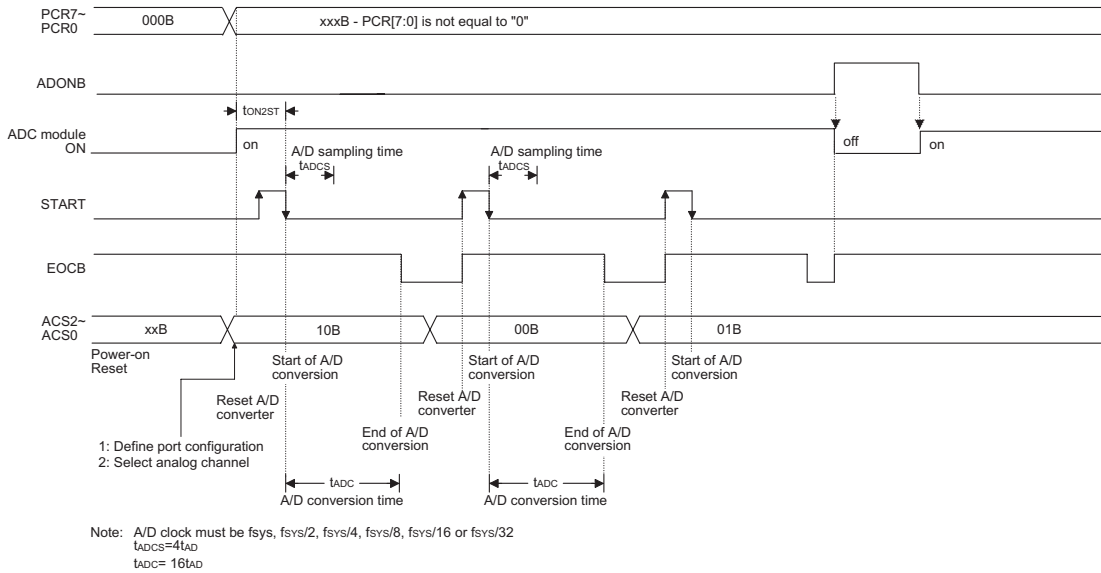 PCR7~
PCR0
000B
xxxB - PCR[7:0] is not equal to "0"
ADONB
tON2ST
ADC module
ON
on
off
on
A/D sampling time
tADCS
A/D sampling time
tADCS
START
EOCB
ACS2~
ACS0
xxB
10B
00B
01B
Power-on
Reset
Start of A/D
conversion
Start of A/D
conversion
Start of A/D
conversion
Reset A/D
converter
Reset A/D
converter
Reset A/D
converter
End of A/D
conversion
End of A/D
conversion
1: Define port configuration
2: Select analog channel
tADC
A/D conversion time
tADC
A/D conversion time
Note: A/D clock must be fsys, fSYS/2, fSYS/4, fSYS/8, fSYS/16 or fSYS/32
tADCS=4tAD
tADC= 16tAD